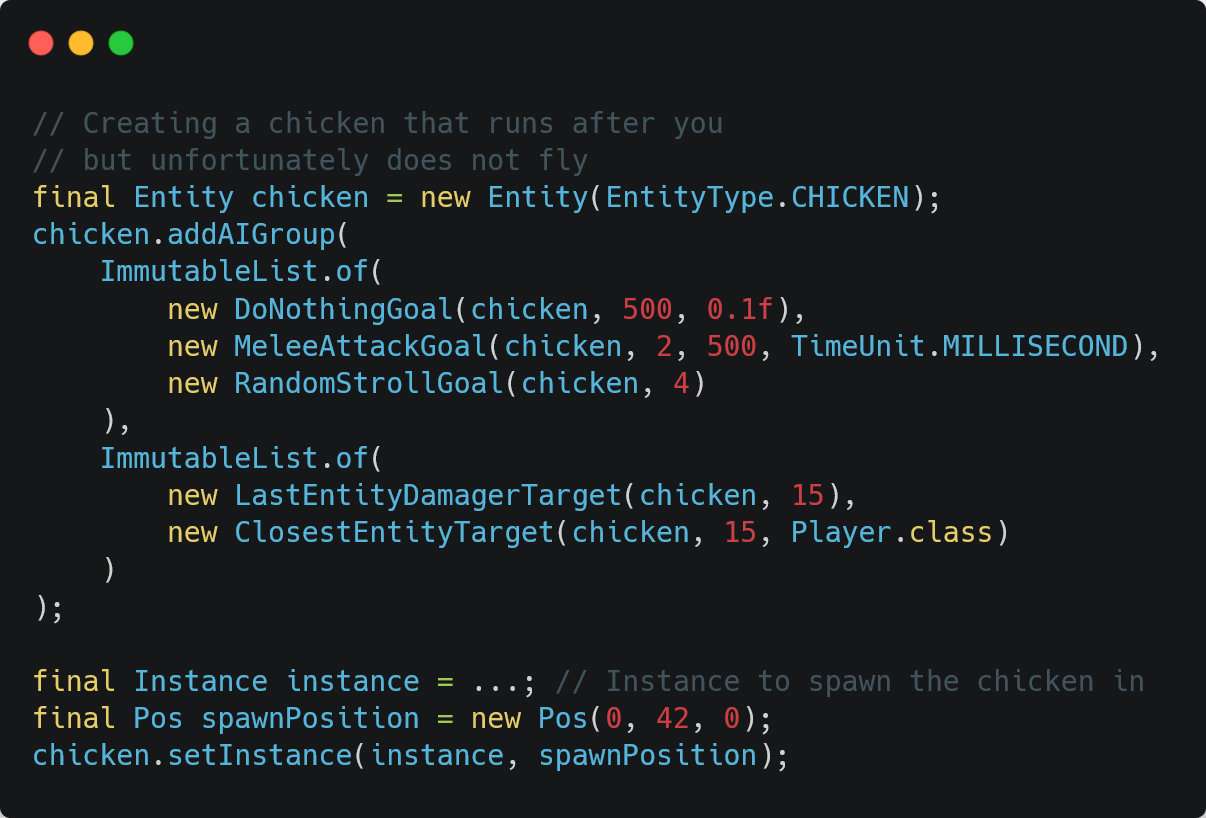 // Creating a chicken that runs after you
// but unfortunately does not fly
final Entity chicken = new Entity(EntityType.CHICKEN);
chicken.addAIGroup(
    ImmutableList.of(
        new DoNothingGoal(chicken, 500, 0.1f),
        new MeleeAttackGoal(chicken, 2, 500, TimeUnit.MILLISECOND),
        new RandomStrollGoal(chicken, 4)
    ),
    ImmutableList.of(
        new LastEntityDamagerTarget(chicken, 15),
        new ClosestEntityTarget(chicken, 15, Player.class)
    )
);

final Instance instance = ...; // Instance to spawn the chicken in
final Pos spawnPosition = new Pos(0, 42, 0);
chicken.setInstance(instance, spawnPosition);